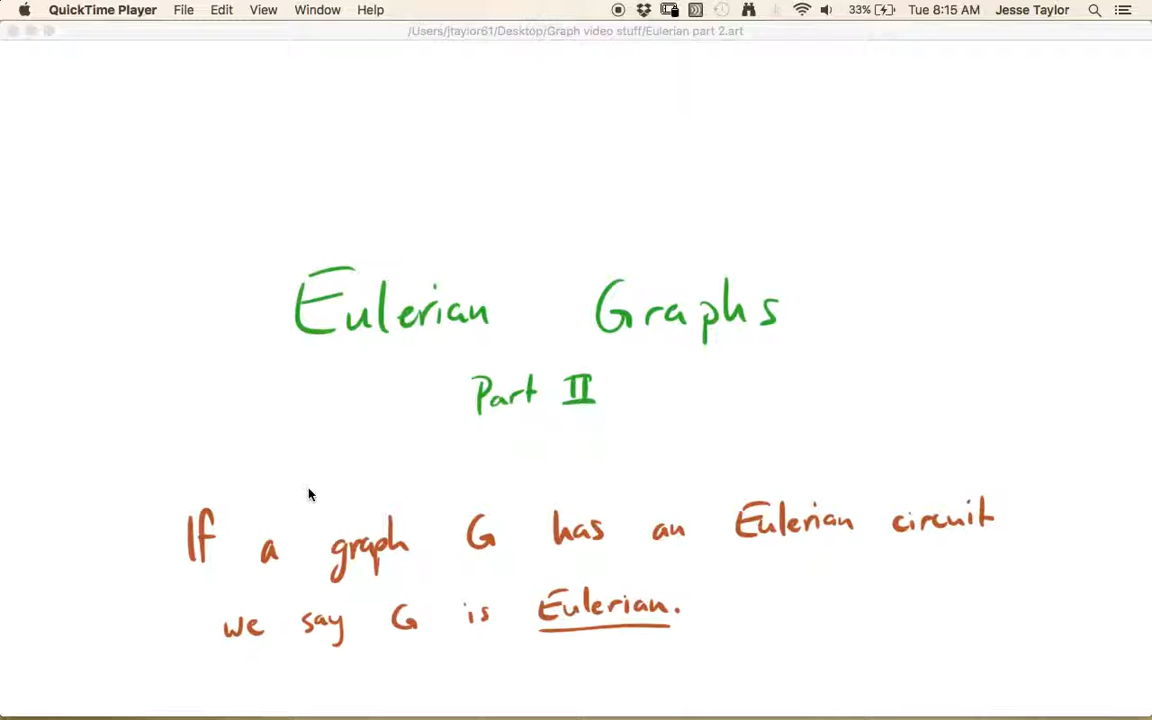 QuickTime Player File Edit View Window Help 33% Tue 8:15 AM Jesse Taylor
/Users/jtaylor61/Desktop/Graph video stuff/Eulerian part 2.art
Eulerian Graphs
Part II
If a graph G has an Eulerian circuit
we say G is Eulerian.